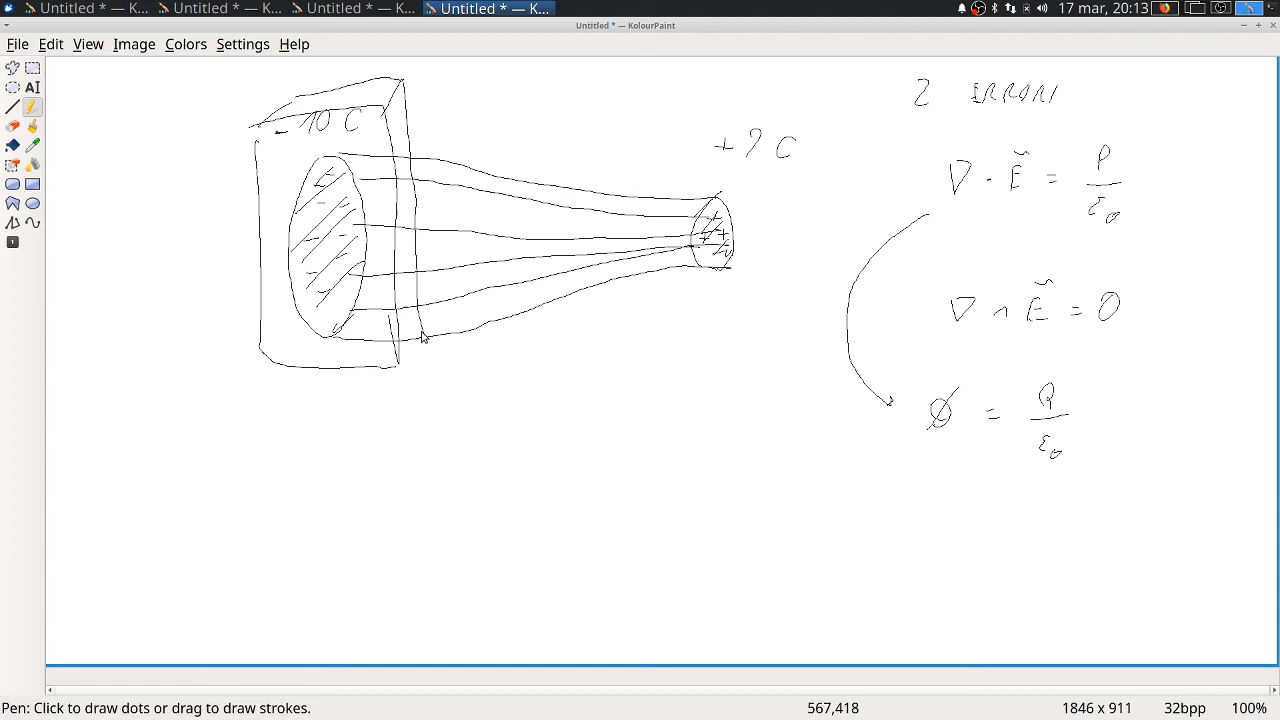 Untitled * — K...
Untitled * — K...
Untitled * — K...
Untitled * — K...
17 mar, 20:13
Untitled * — KolourPaint
File Edit View Image Colors Settings Help
2 ERRORI
- 10 C
+ 7 C
∇ · E = ρ / ε₀
∇ ∧ E = 0
Ø = Q / ε₀
Pen: Click to draw dots or drag to draw strokes.
567,418
1846 x 911
32bpp
100%